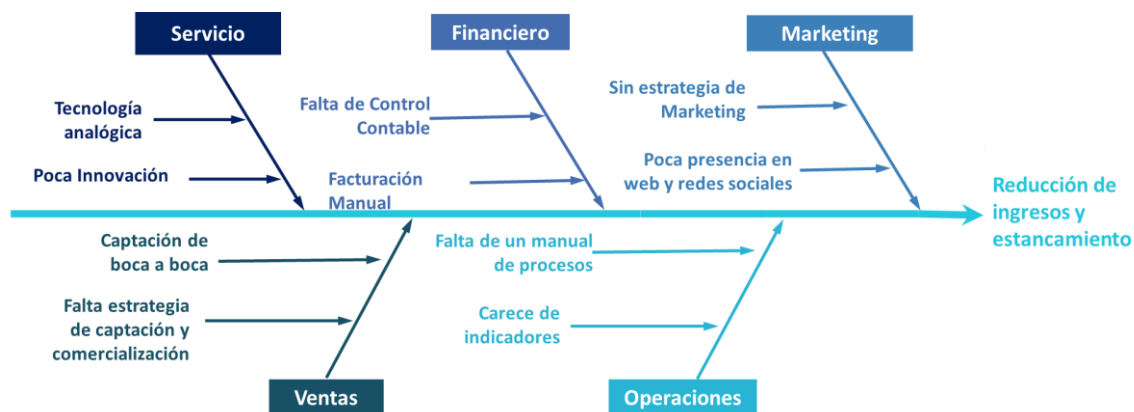 Servicio
Financiero
Marketing
Tecnología
analógica
Poca Innovación
Falta de Control
Contable
Facturación
Manual
Sin estrategia de
Marketing
Poca presencia en
web y redes sociales
Reducción de
ingresos y
estancamiento
Captación de
boca a boca
Falta estrategia
de captación y
comercialización
Falta de un manual
de procesos
Carece de
indicadores
Ventas
Operaciones